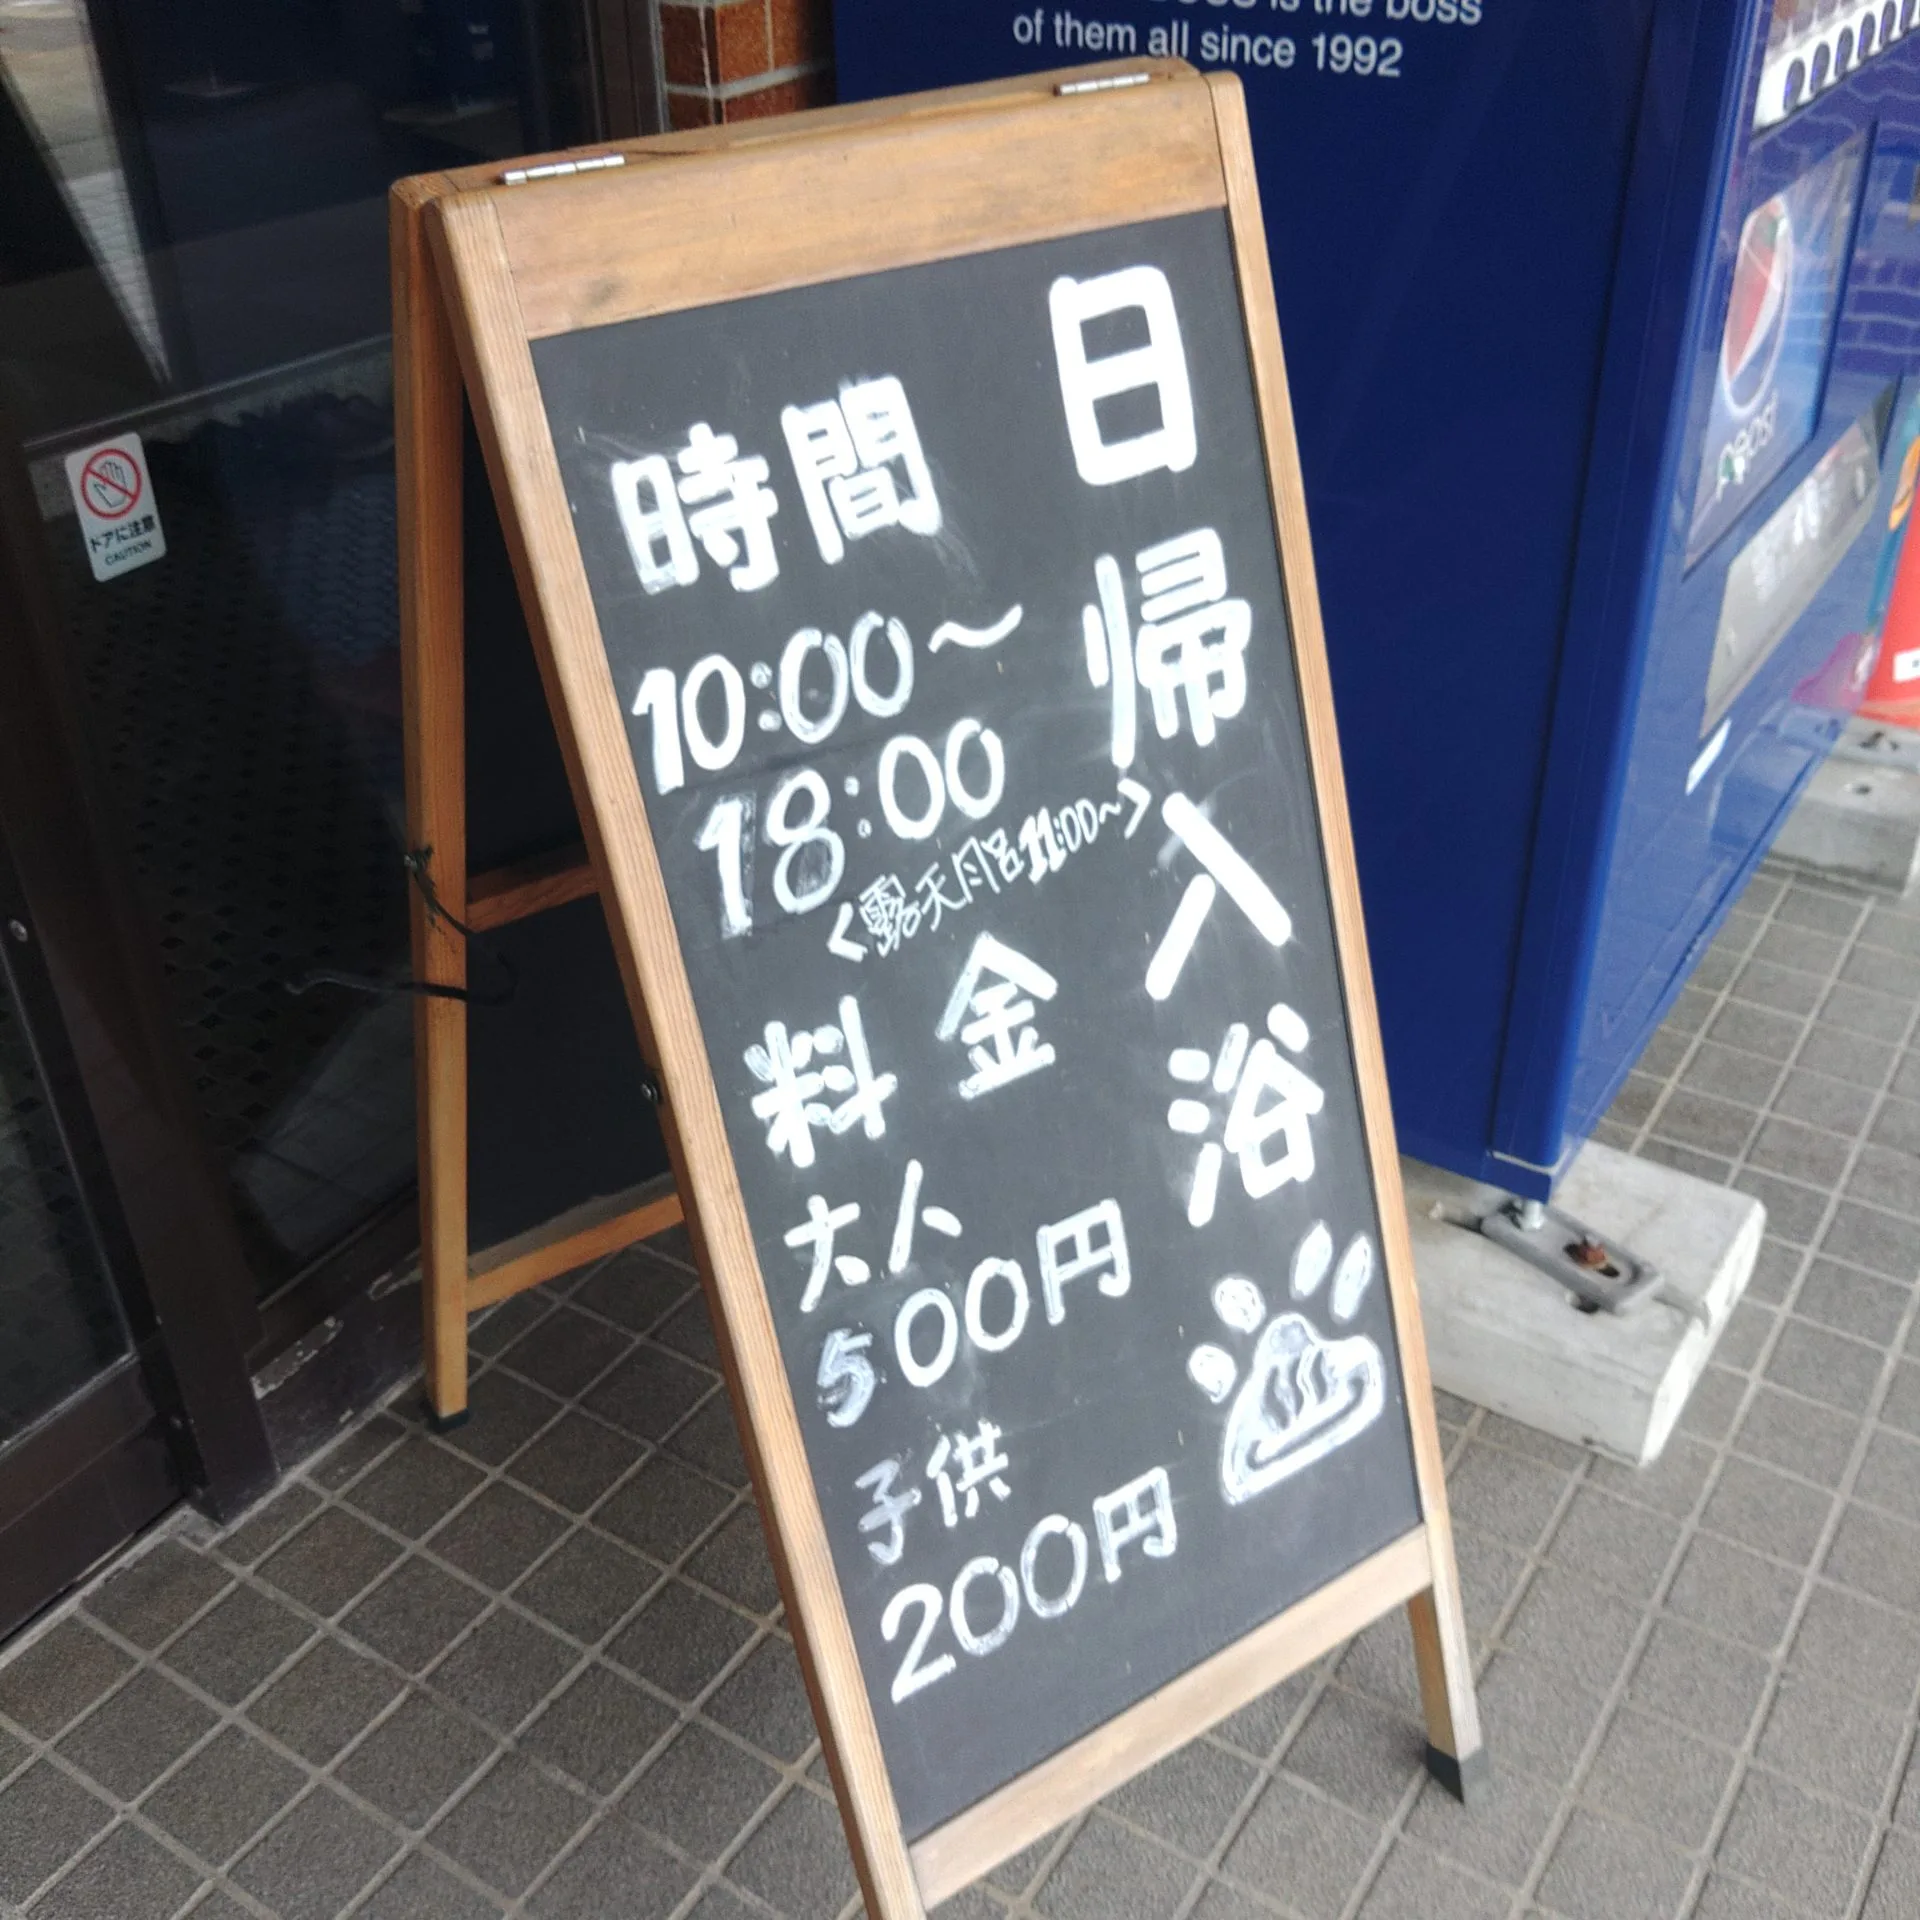 of them all since 1992
日帰入浴
時間
10:00〜
18:00
<露天月呂11:00~>
料金
大人
500円
子供
200円
ドアに注意
CAUTION
pepsi